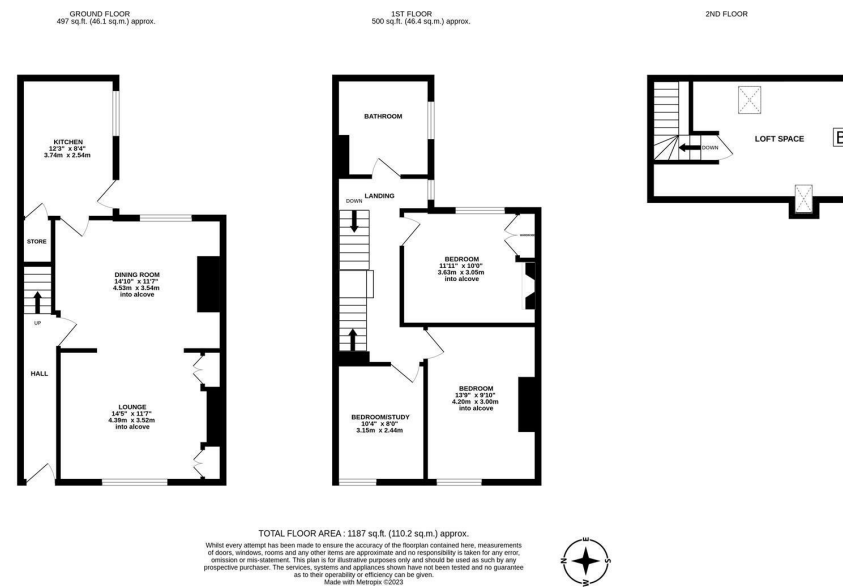 GROUND FLOOR
497 sq.ft. (46.1 sq.m.) approx.
1ST FLOOR
500 sq.ft. (46.4 sq.m.) approx.
2ND FLOOR
KITCHEN
12'3" x 8'4"
3.74m x 2.54m
STORE
DINING ROOM
14'10" x 11'7"
4.53m x 3.54m
into alcove
UP
HALL
LOUNGE
14'5" x 11'7"
4.39m x 3.52m
into alcove
BATHROOM
LANDING
DOWN
BEDROOM
11'11" x 10'0"
3.63m x 3.05m
into alcove
BEDROOM
13'9" x 9'10"
4.20m x 3.00m
into alcove
BEDROOM/STUDY
10'4" x 8'0"
3.15m x 2.44m
LOFT SPACE
DOWN
B
TOTAL FLOOR AREA : 1187 sq.ft. (110.2 sq.m.) approx.
Whilst every attempt has been made to ensure the accuracy of the floorplan contained here, measurements
of doors, windows, rooms and any other items are approximate and no responsibility is taken for any error,
omission or mis-statement. This plan is for illustrative purposes only and should be used as such by any
prospective purchaser. The services, systems and appliances shown have not been tested and no guarantee
as to their operability or efficiency can be given.
Made with Metropix ©2023
N
E
S
W